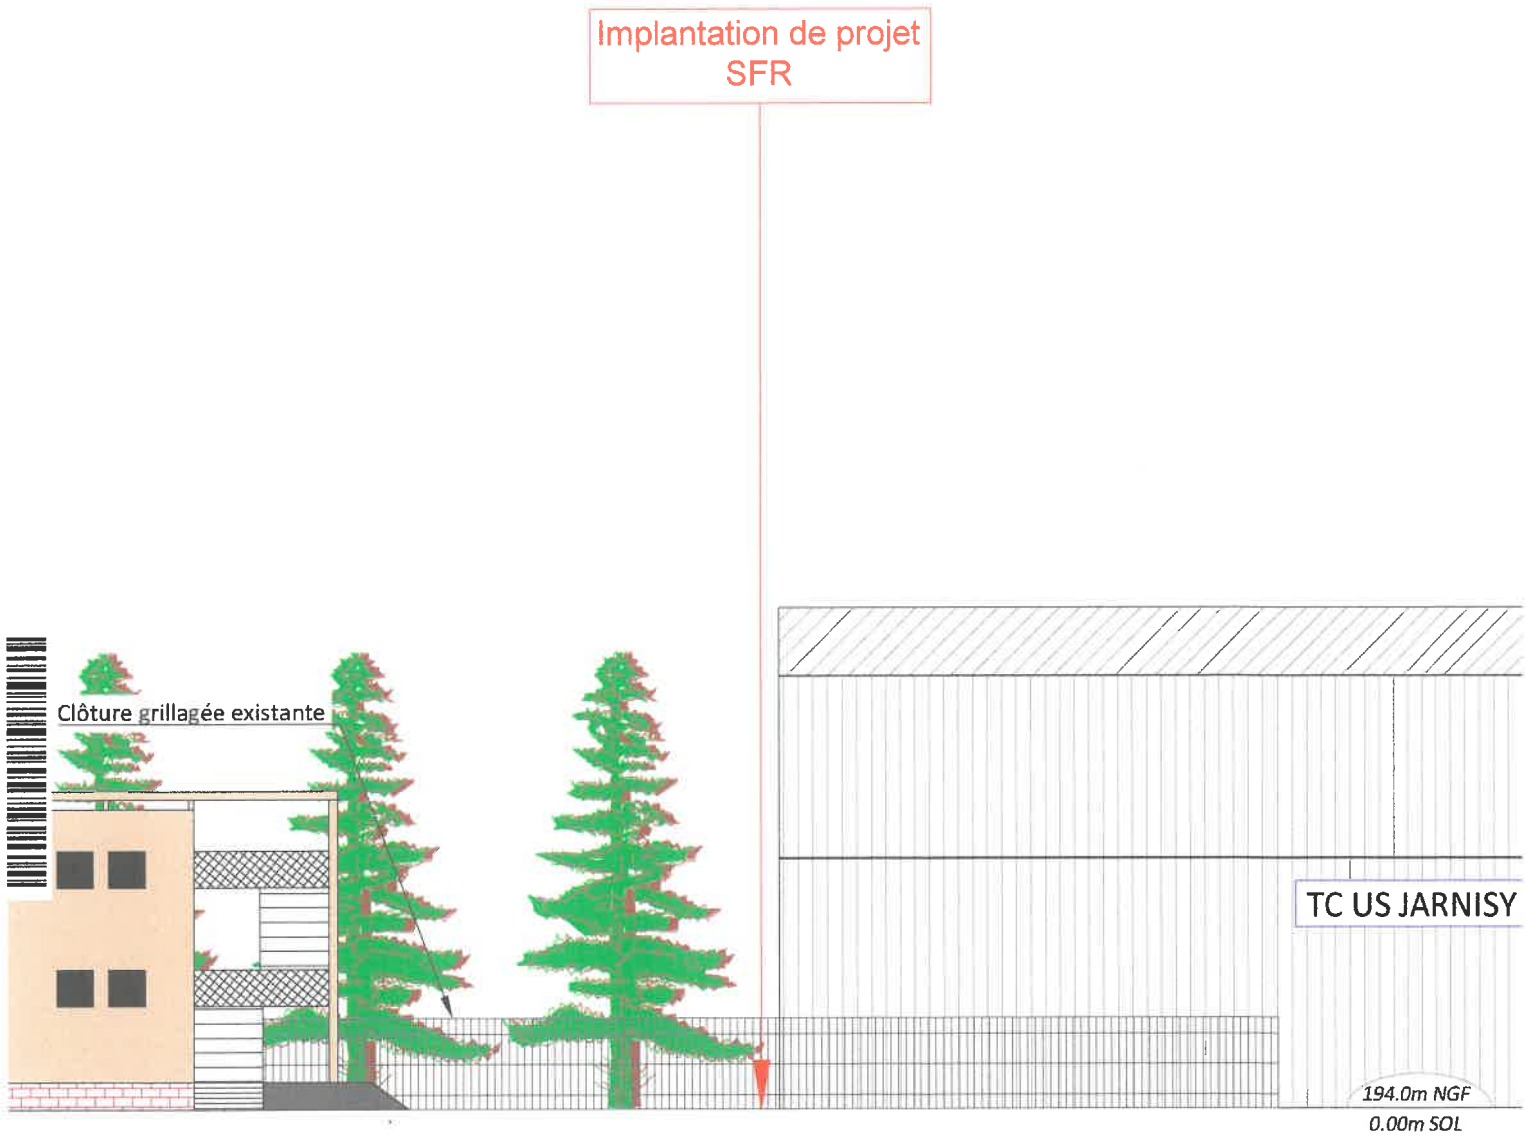 Implantation de projet
SFR
Clôture grillagée existante
TC US JARNISY
194.0m NGF
0.00m SOL